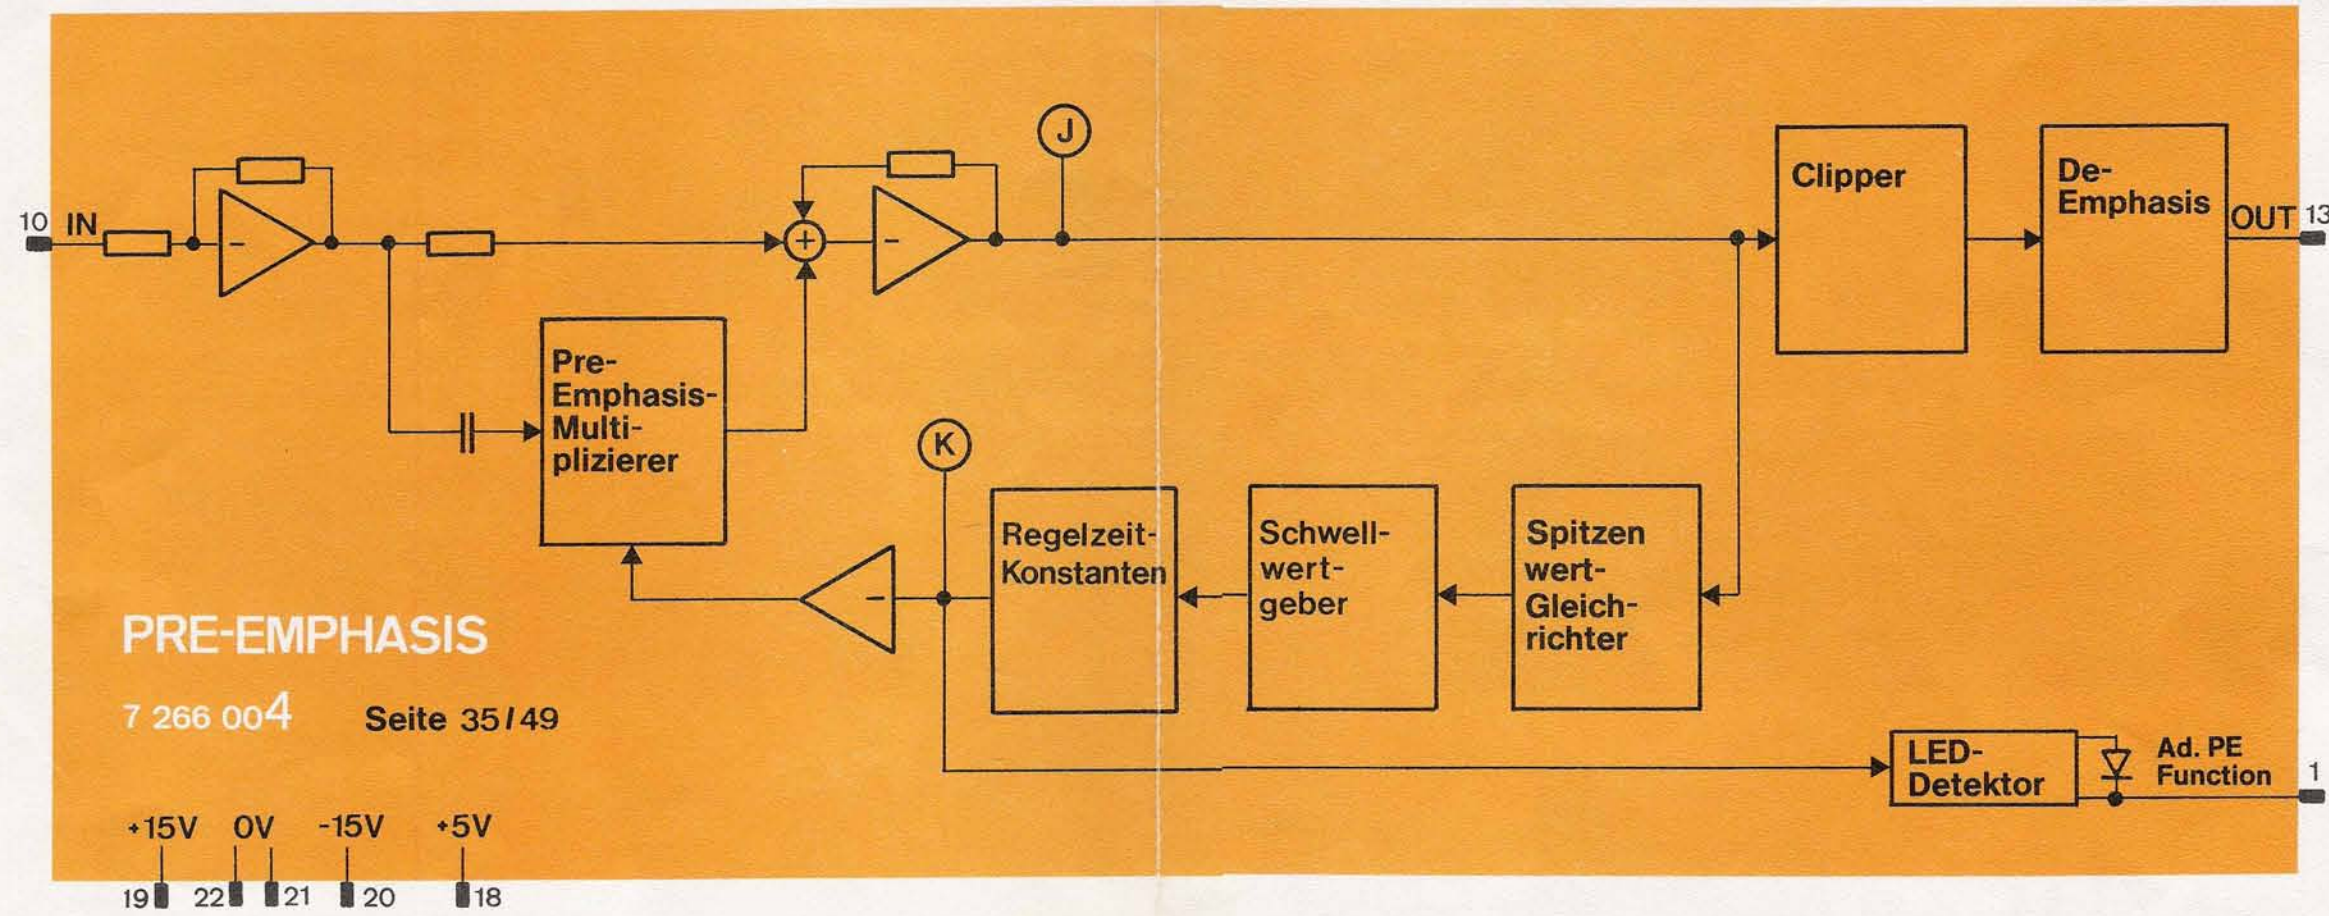 J
10 IN
Clipper
De-
Emphasis
OUT 13
+
-
-
Pre-
Emphasis-
Multi-
plizierer
K
Regelzeit-
Konstanten
Schwell-
wert-
geber
Spitzen
wert-
Gleich-
richter
-
PRE-EMPHASIS
7 266 004 Seite 35/49
LED-
Detektor
Ad. PE
Function
1
+15V 0V -15V +5V
19 22 21 20 18